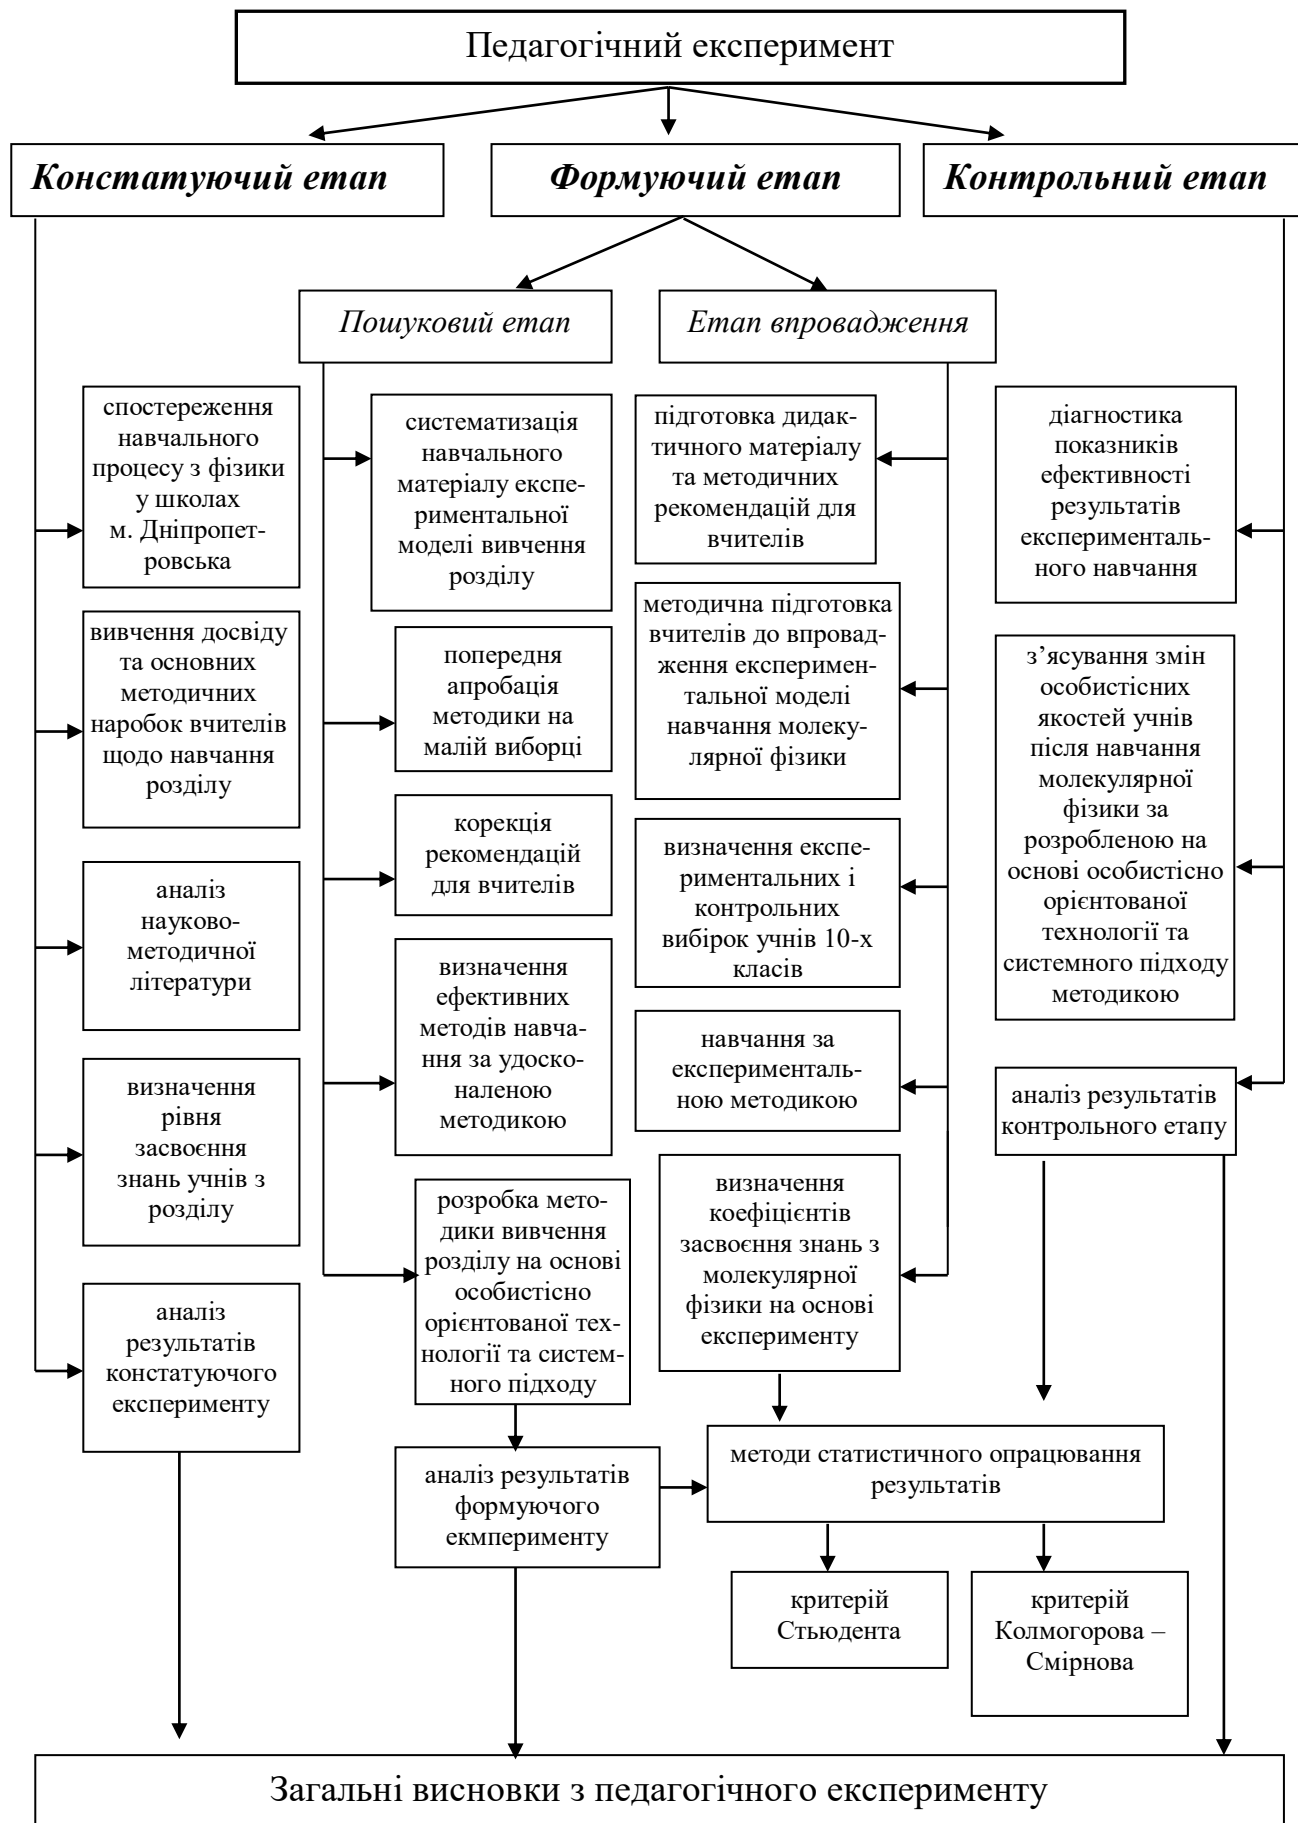 Педагогічний експеримент
Констатуючий етап
Формуючий етап
Контрольний етап
Пошуковий етап
Етап впровадження
спостереження
навчального
процесу з фізики
у школах
м. Дніпропет-
ровська
вивчення досвіду
та основних
методичних
наробок вчителів
щодо навчання
розділу
аналіз
науково-
методичної
літератури
визначення
рівня
засвоєння
знань учнів з
розділу
аналіз
результатів
констатуючого
експерименту
систематизація
навчального
матеріалу експе-
риментальної
моделі вивчення
розділу
попередня
апробація
методики на
малій виборці
корекція
рекомендацій
для вчителів
визначення
ефективних
методів навча-
ння за удоско-
наленою
методикою
розробка мето-
дики вивчення
розділу на основі
особистісно
орієнтованої тех-
нології та систем-
ного підходу
аналіз результатів
формуючого
екмперименту
підготовка дидак-
тичного матеріалу
та методичних
рекомендацій для
вчителів
методична підготовка
вчителів до впровад-
ження експеримен-
тальної моделі
навчання молеку-
лярної фізики
визначення експе-
риментальних і
контрольних
вибірок учнів 10-х
класів
навчання за
експерименталь-
ною методикою
визначення
коефіцієнтів
засвоєння знань з
молекулярної
фізики на основі
експерименту
діагностика
показників
ефективності
результатів
эксперименталь-
ного навчання
з’ясування змін
особистісних
якостей учнів
після навчання
молекулярної
фізики за
розробленою на
основі особистісно
орієнтованої
технології та
системного підходу
методикою
аналіз результатів
контрольного етапу
методи статистичного опрацювання
результатів
критерій
Стьюдента
критерій
Колмогорова –
Смірнова
Загальні висновки з педагогічного експерименту